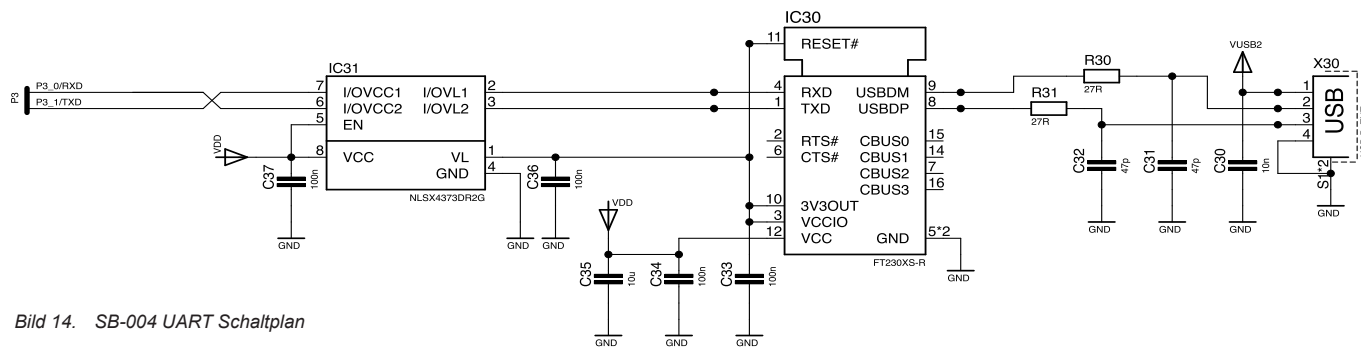 IC30
11 RESET#
VUSB2
X30
IC31
R30
27R
R31
27R
P3
P3_0/RXD
P3_1/TXD
7 I/OVCC1 I/OVL1 2
6 I/OVCC2 I/OVL2 3
5 EN
VDD
8 VCC VL 1
GND 4
NLSX4373DR2G
C37
100n
GND
GND
C36
100n
GND
4 RXD USBDM 9
1 TXD USBDP 8
2 RTS# CBUS0 15
6 CTS# CBUS1 14
CBUS2 7
CBUS3 16
10 3V3OUT
3 VCCIO
12 VCC GND 5*2
FT230XS-R
GND
VDD
C35
10u
C34
100n
C33
100n
GND
GND
GND
C32
47p
C31
47p
C30
10n
GND
GND
GND
1
2
3
4
USB
S1*2
GND
Bild 14. SB-004 UART Schaltplan